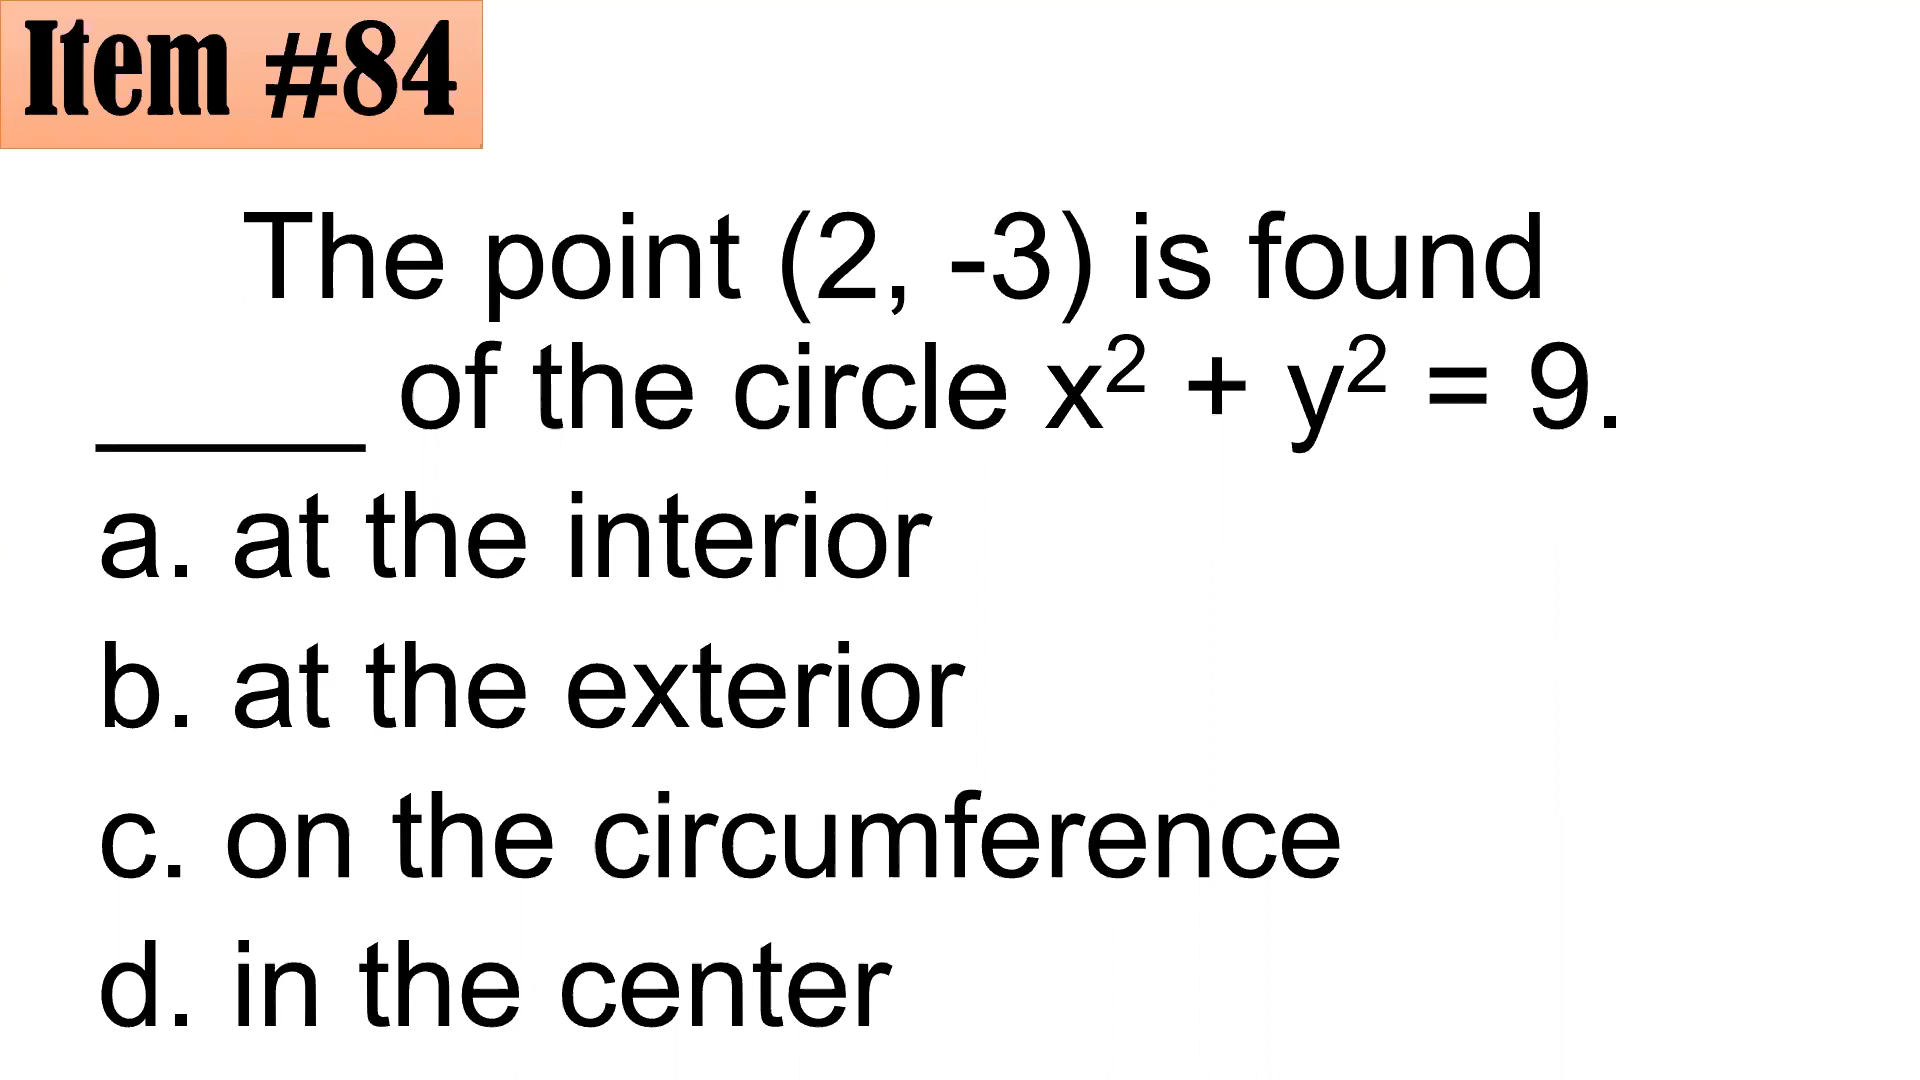 Item #84
The point (2, -3) is found
_____ of the circle x² + y² = 9.
a. at the interior
b. at the exterior
c. on the circumference
d. in the center